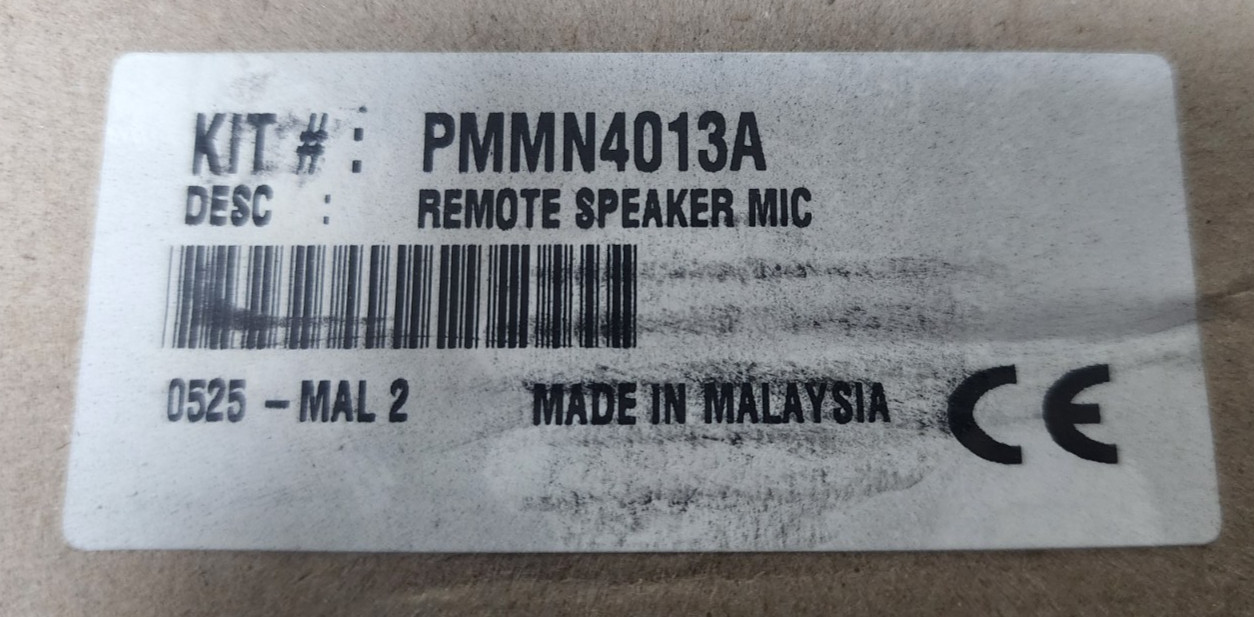 KIT # : PMMN4013A
DESC : REMOTE SPEAKER MIC
0525 - MAL 2 MADE IN MALAYSIA CE